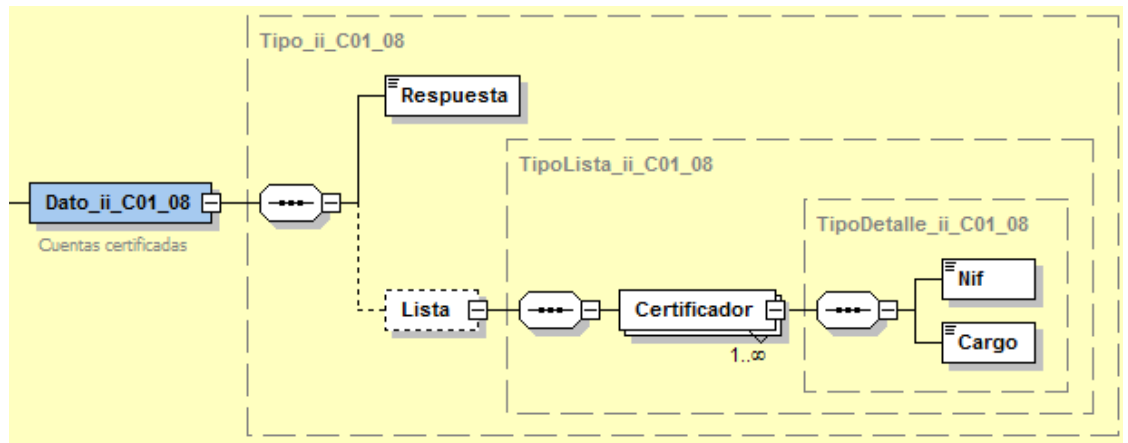 Tipo_ii_C01_08
Respuesta
TipoLista_ii_C01_08
Dato_ii_C01_08
TipoDetalle_ii_C01_08
Cuentas certificadas
Nif
Lista
Certificador
Cargo
1..∞